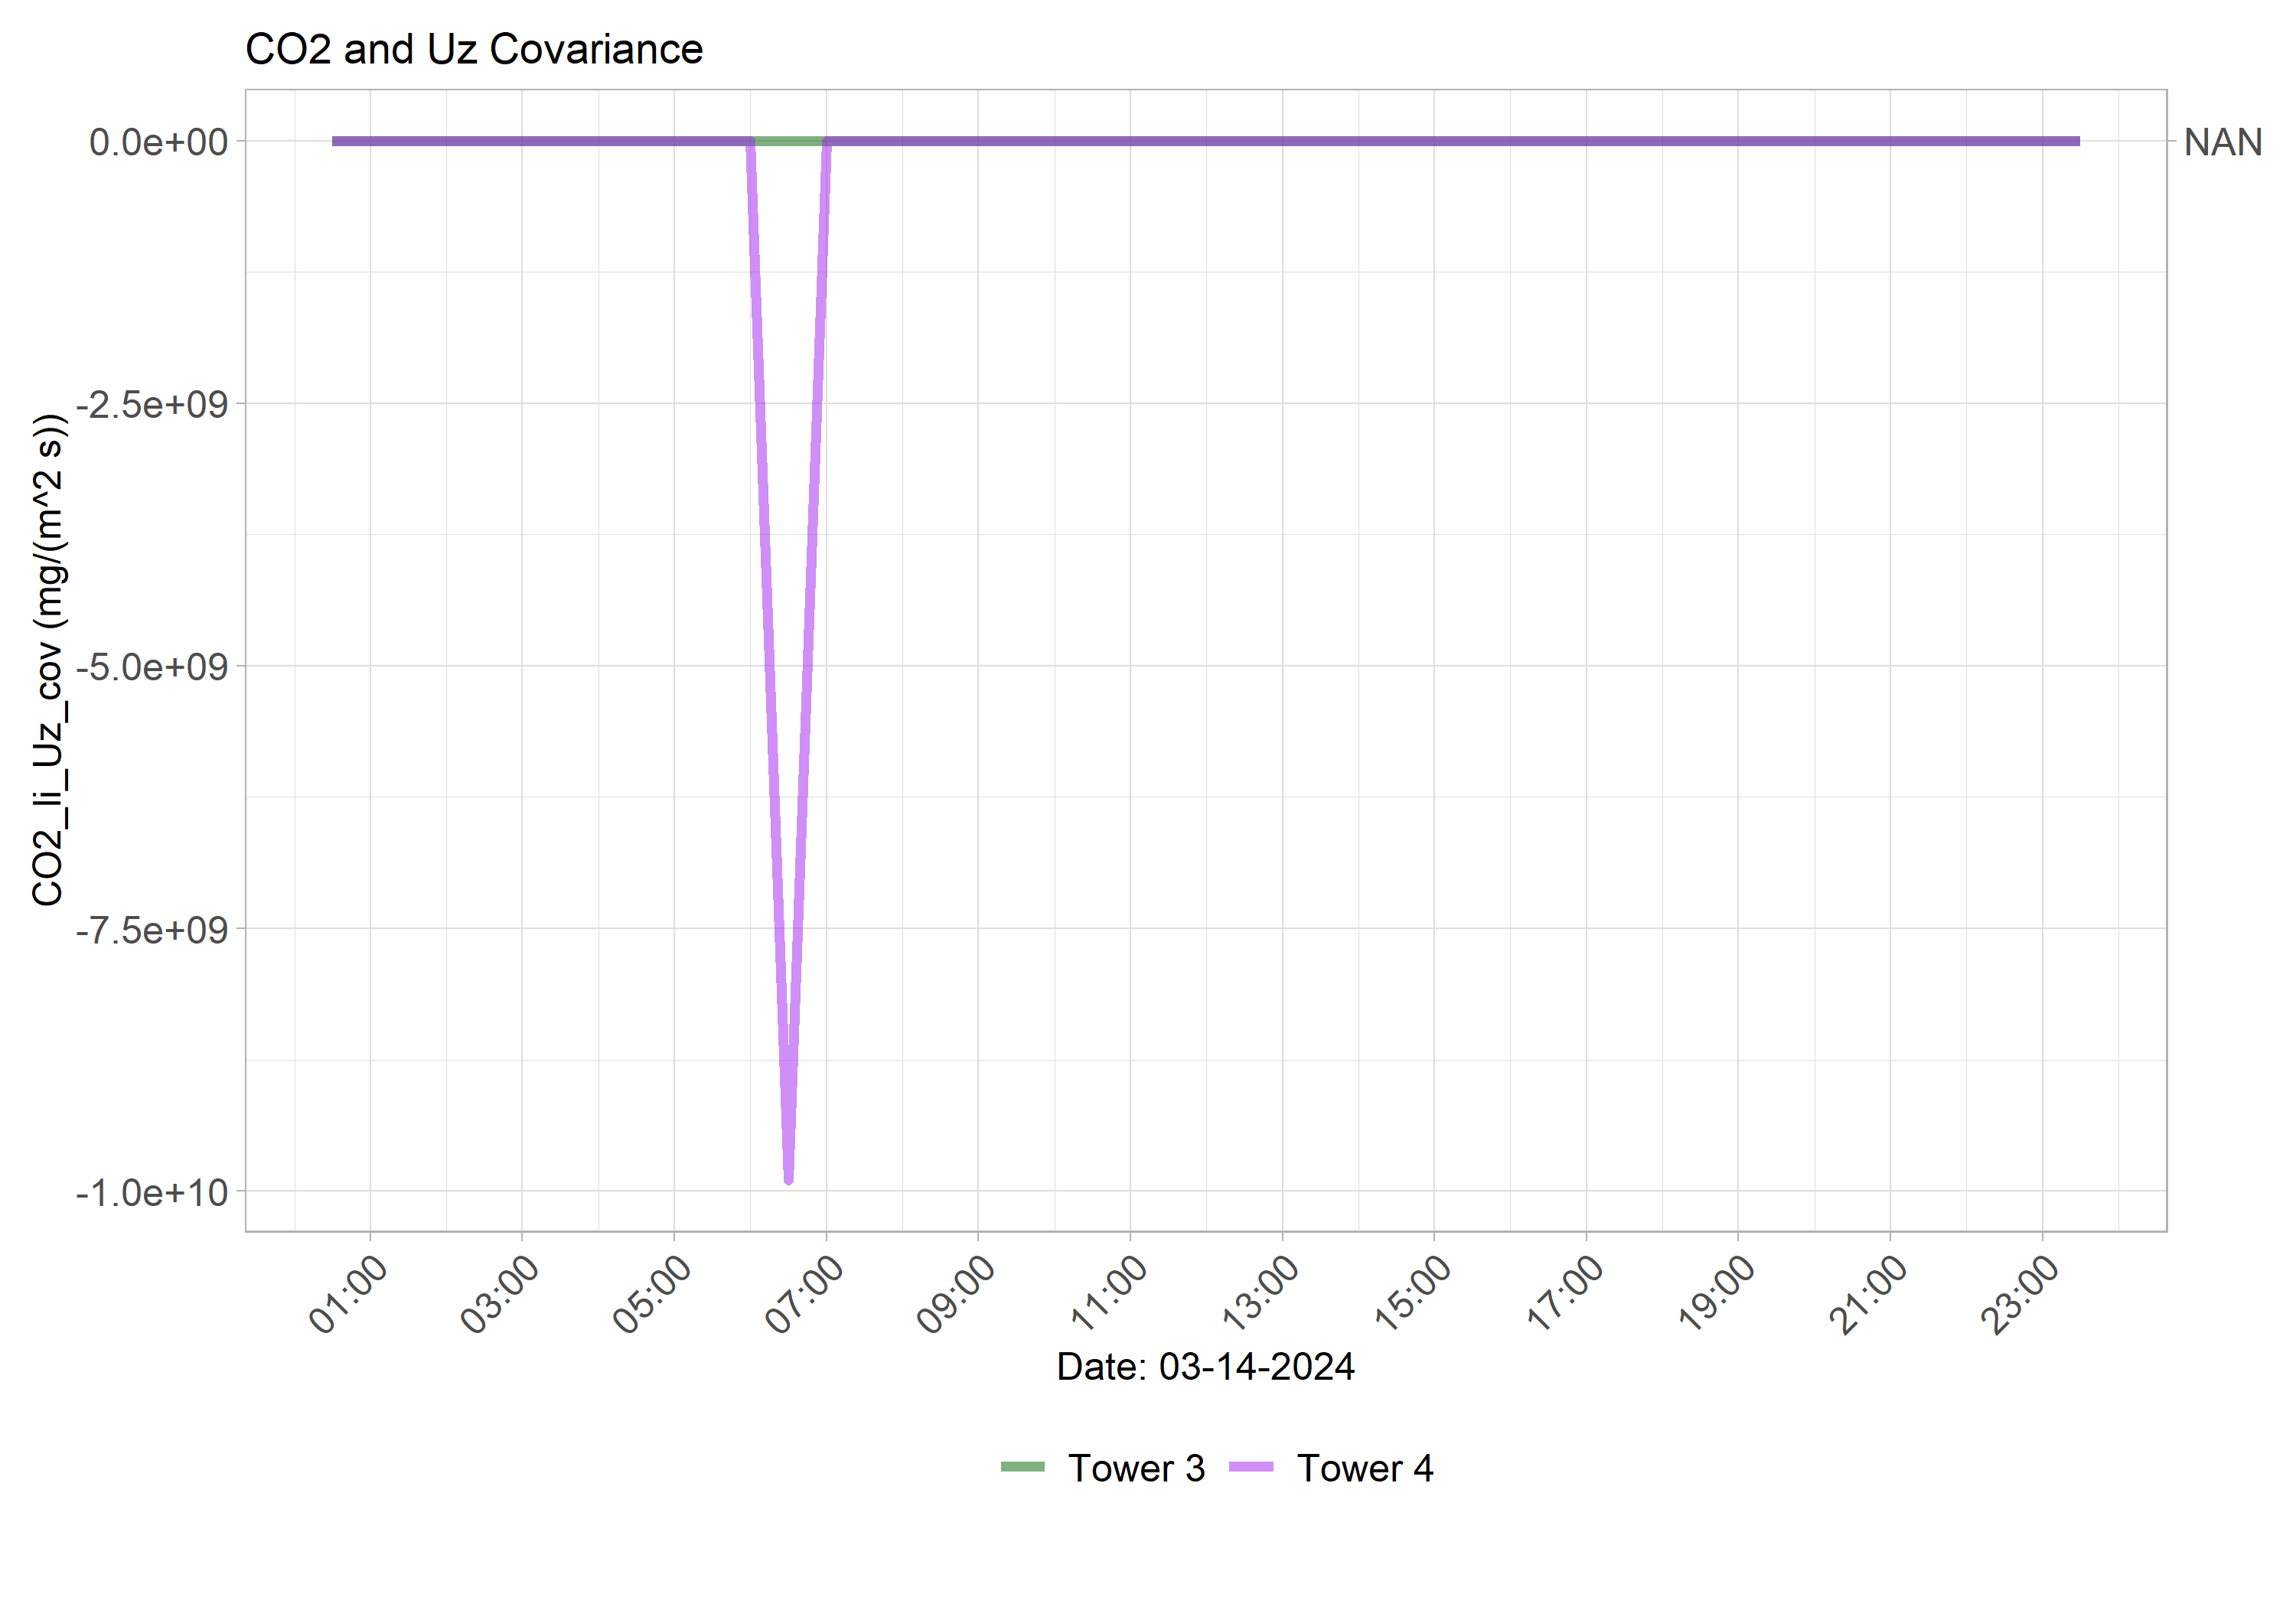 CO2 and Uz Covariance
CO2_li_Uz_cov (mg/(m^2 s))
0.0e+00
-2.5e+09
-5.0e+09
-7.5e+09
-1.0e+10
NAN
01:00
03:00
05:00
07:00
09:00
11:00
13:00
15:00
17:00
19:00
21:00
23:00
Date: 03-14-2024
Tower 3
Tower 4